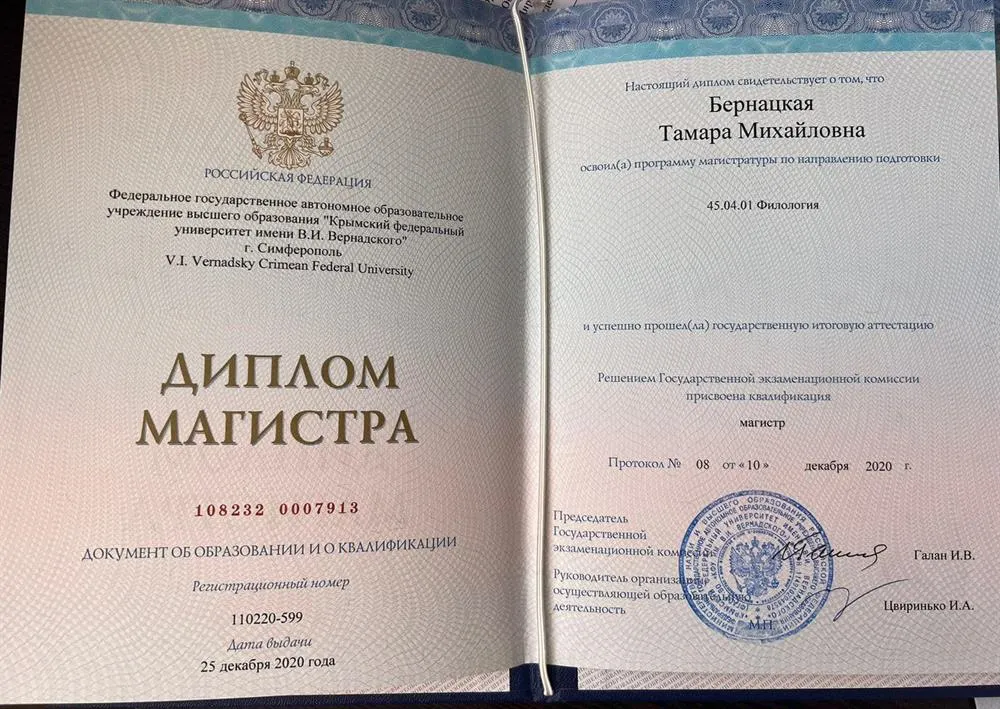 РОССИЙСКАЯ ФЕДЕРАЦИЯ
Федеральное государственное автономное образовательное
учреждение высшего образования "Крымский федеральный
университет имени В.И. Вернадского"
г. Симферополь
V.I. Vernadsky Crimean Federal University
ДИПЛОМ
МАГИСТРА
108232 0007913
ДОКУМЕНТ ОБ ОБРАЗОВАНИИ И О КВАЛИФИКАЦИИ
Регистрационный номер
110220-599
Дата выдачи
25 декабря 2020 года
Настоящий диплом свидетельствует о том, что
Бернацкая
Тамара Михайловна
освоил(а) программу магистратуры по направлению подготовки
45.04.01 Филология
и успешно прошел(ла) государственную итоговую аттестацию
Решением Государственной экзаменационной комиссии
присвоена квалификация
магистр
Протокол № 08 от «10» декабря 2020 г.
Председатель
Государственной
экзаменационной комиссии
Галан И.В.
Руководитель организации,
осуществляющей образовательную
деятельность
Цвиринько И.А.
М.П.